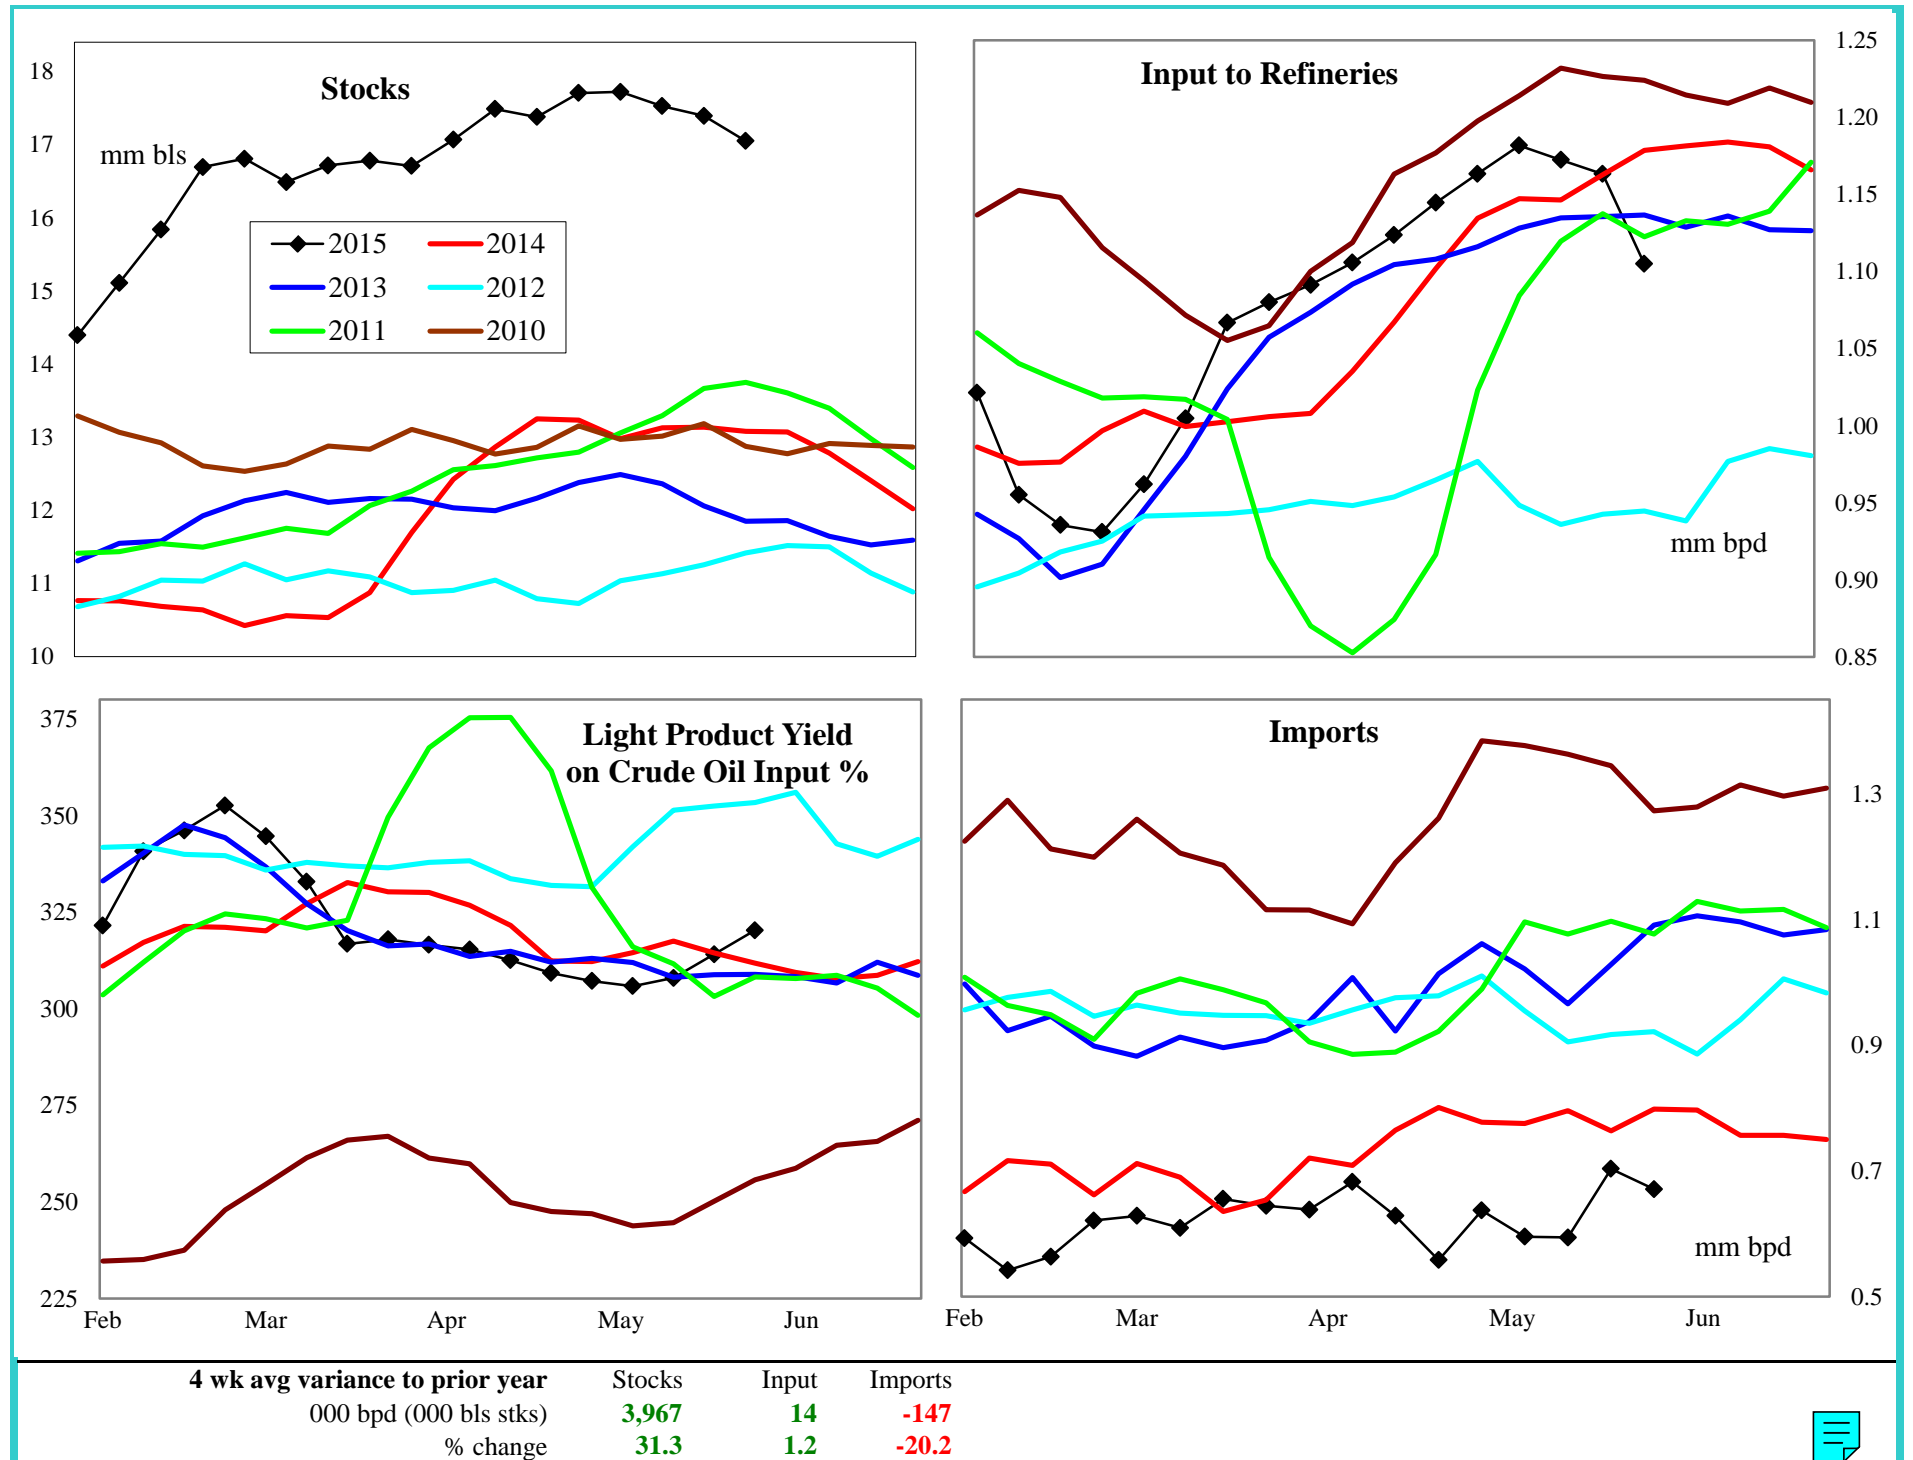 Stocks
mm bls
18
17
16
15
14
13
12
11
10
2015 2014
2013 2012
2011 2010
Input to Refineries
1.25
1.20
1.15
1.10
1.05
1.00
0.95
0.90
0.85
mm bpd
Light Product Yield
on Crude Oil Input %
375
350
325
300
275
250
225
Feb Mar Apr May Jun
Imports
1.3
1.1
0.9
0.7
0.5
mm bpd
Feb Mar Apr May Jun
4 wk avg variance to prior year Stocks Input Imports
000 bpd (000 bls stks) 3,967 14 -147
% change 31.3 1.2 -20.2